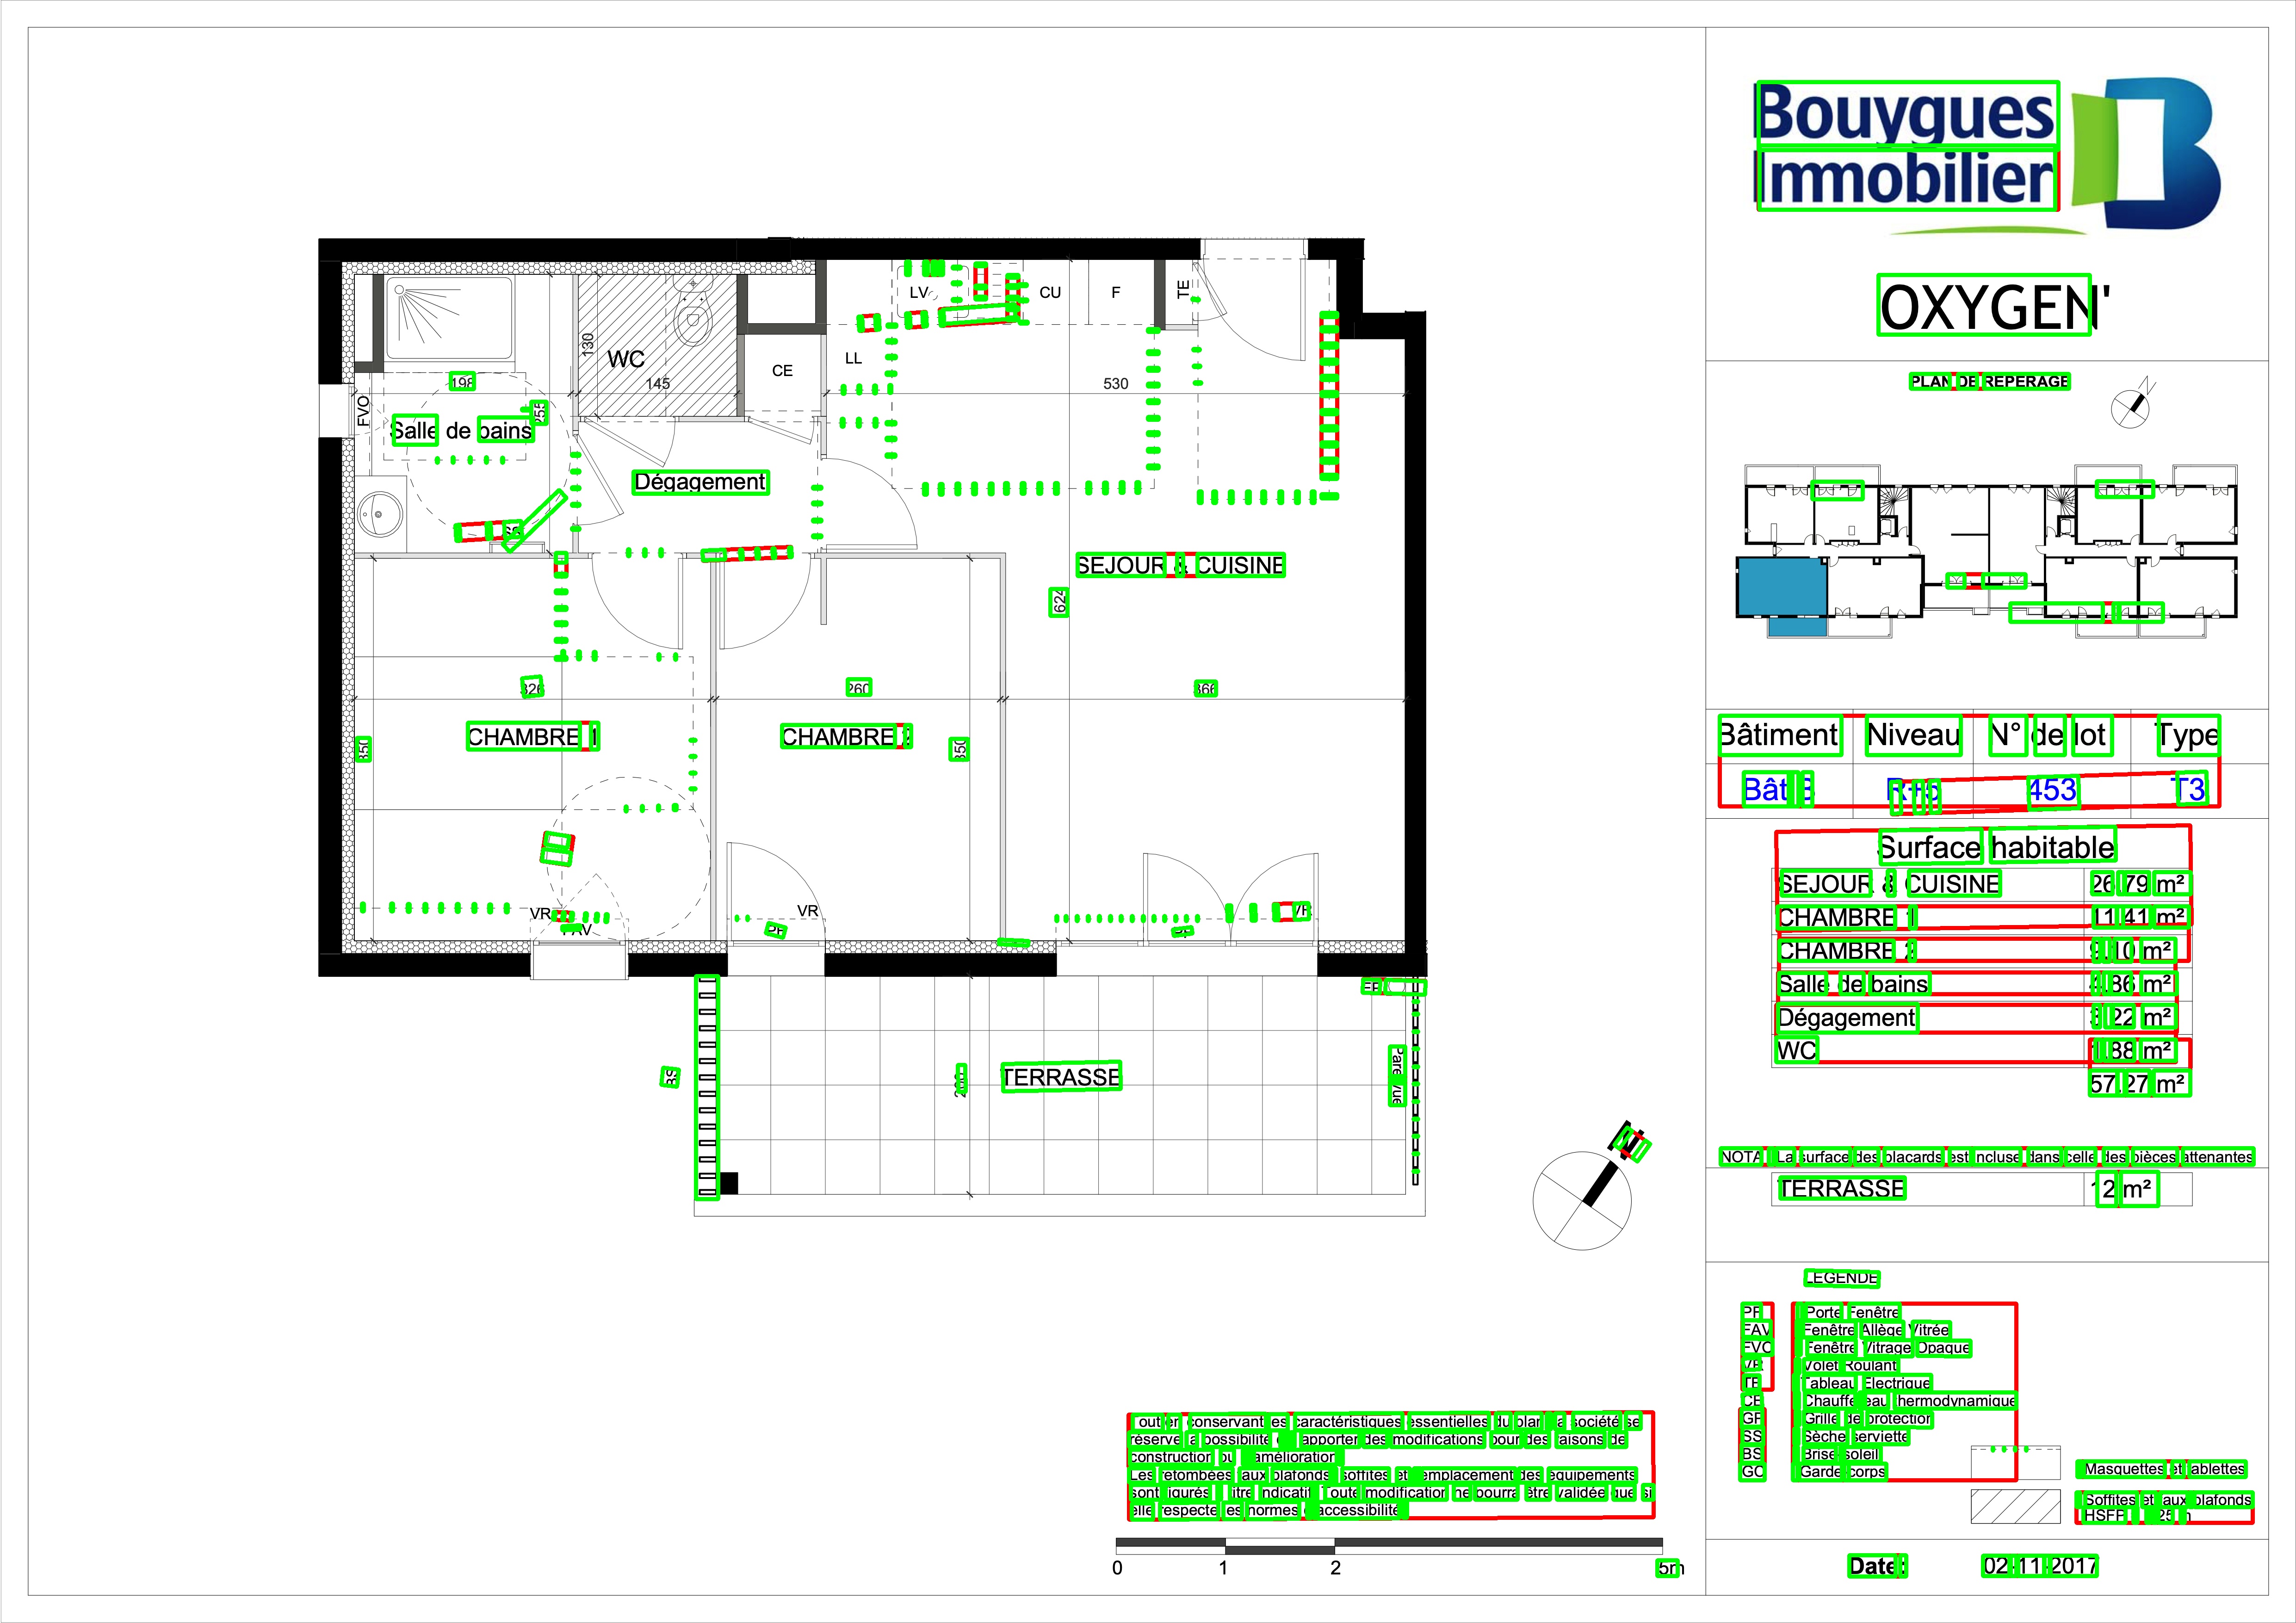 Bouygues
Immobilier
OXYGEN'
PLAN DE REPERAGE
N
Bâtiment Niveau N° de lot Type
Bât B R+5 453 T3
Surface habitable
SEJOUR & CUISINE 26.79 m²
CHAMBRE 1 11.41 m²
CHAMBRE 2 9.10 m²
Salle de bains 4.86 m²
Dégagement 3.22 m²
WC 1.88 m²
57.27 m²
NOTA : La surface des placards est incluse dans celle des pièces attenantes
TERRASSE 12 m²
LEGENDE
PF : Porte Fenêtre
FAV : Fenêtre Allège Vitrée
FVO : Fenêtre Vitrage Opaque
VR : Volet Roulant
TE : Tableau Electrique
CE : Chauffe eau thermodynamique
GP : Grille de protection
SS : Sèche serviette
BS : Brise soleil
GC : Garde corps
Masquettes et tablettes
Soffites et faux plafonds
Date: 02-11-2017
LV
CU
F
TE
LL
CE
WC
130
145
530
198
255
FVO
Salle de bains
SS
Dégagement
SEJOUR & CUISINE
624
326
260
366
CHAMBRE 1
CHAMBRE 2
350
350
VR
FAV
VR
PF
VR
PF
EP
BS
200
TERRASSE
Pare vue
N
Tout en conservant les caractéristiques essentielles du plan, la société se
réserve la possibilité d'apporter des modifications pour des raisons de
construction ou d'amélioration.
Les retombées, faux plafonds, soffites et l'emplacement des équipements
sont figurés à titre indicatif. Toute modification ne pourra être validée que si
elle respecte les normes d'accessibilité.
0 1 2 5m